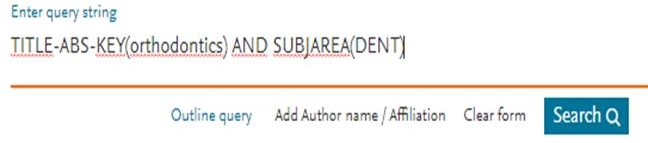 Enter query string
TITLE-ABS-KEY(orthodontics) AND SUBJAREA(DENT)
Outline query Add Author name / Affiliation Clear form Search